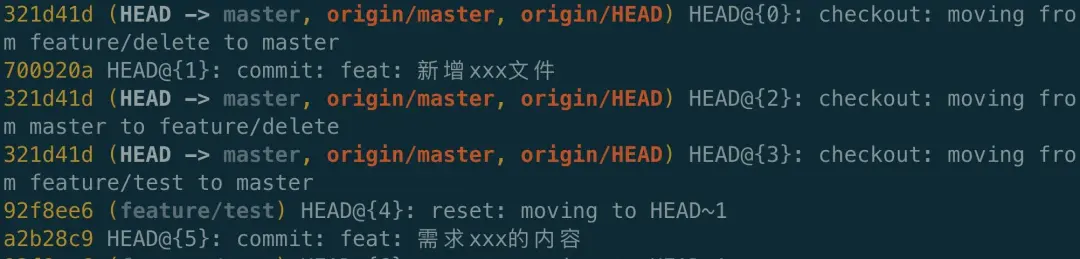 321d41d (HEAD -> master, origin/master, origin/HEAD) HEAD@{0}: checkout: moving fro
m feature/delete to master
700920a HEAD@{1}: commit: feat: 新增xxx文件
321d41d (HEAD -> master, origin/master, origin/HEAD) HEAD@{2}: checkout: moving fro
m master to feature/delete
321d41d (HEAD -> master, origin/master, origin/HEAD) HEAD@{3}: checkout: moving fro
m feature/test to master
92f8ee6 (feature/test) HEAD@{4}: reset: moving to HEAD~1
a2b28c9 HEAD@{5}: commit: feat: 需求xxx的内容